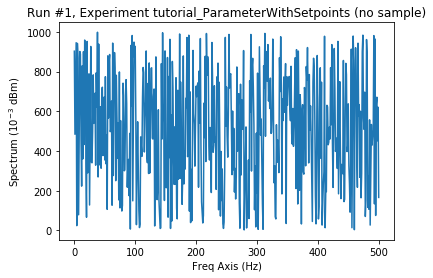 Run #1, Experiment tutorial_ParameterWithSetpoints (no sample)
1000
800
600
400
200
0
Spectrum (10⁻³ dBm)
0 100 200 300 400 500
Freq Axis (Hz)